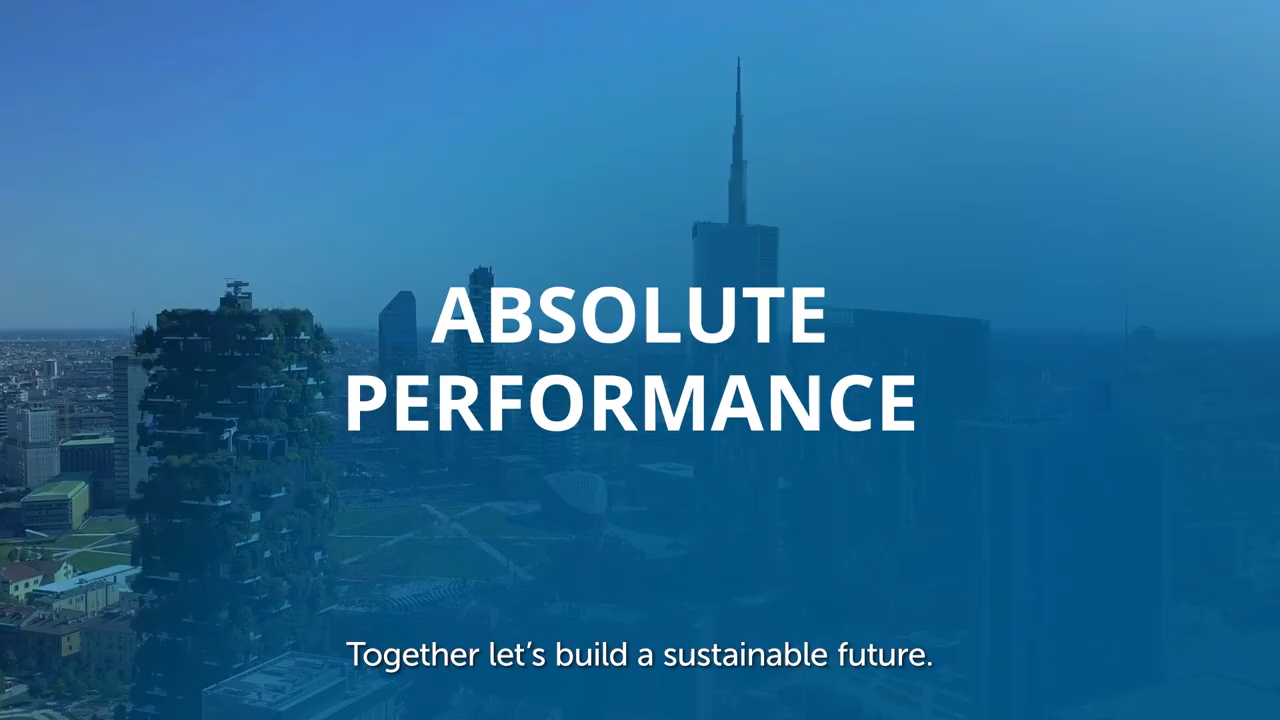 ABSOLUTE
PERFORMANCE
Together let’s build a sustainable future.